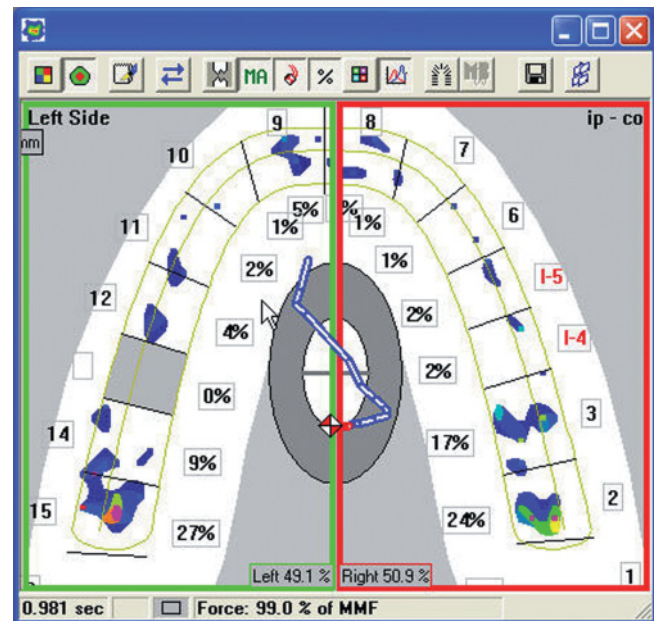 MA
%
Left Side
ip - co
9
8
10
7
5%
1%
1%
11
6
2%
1%
I-5
12
4%
2%
I-4
0%
2%
3
14
9%
17%
15
27%
24%
2
1
Left 49.1 %
Right 50.9 %
0.981 sec
Force: 99.0 % of MMF